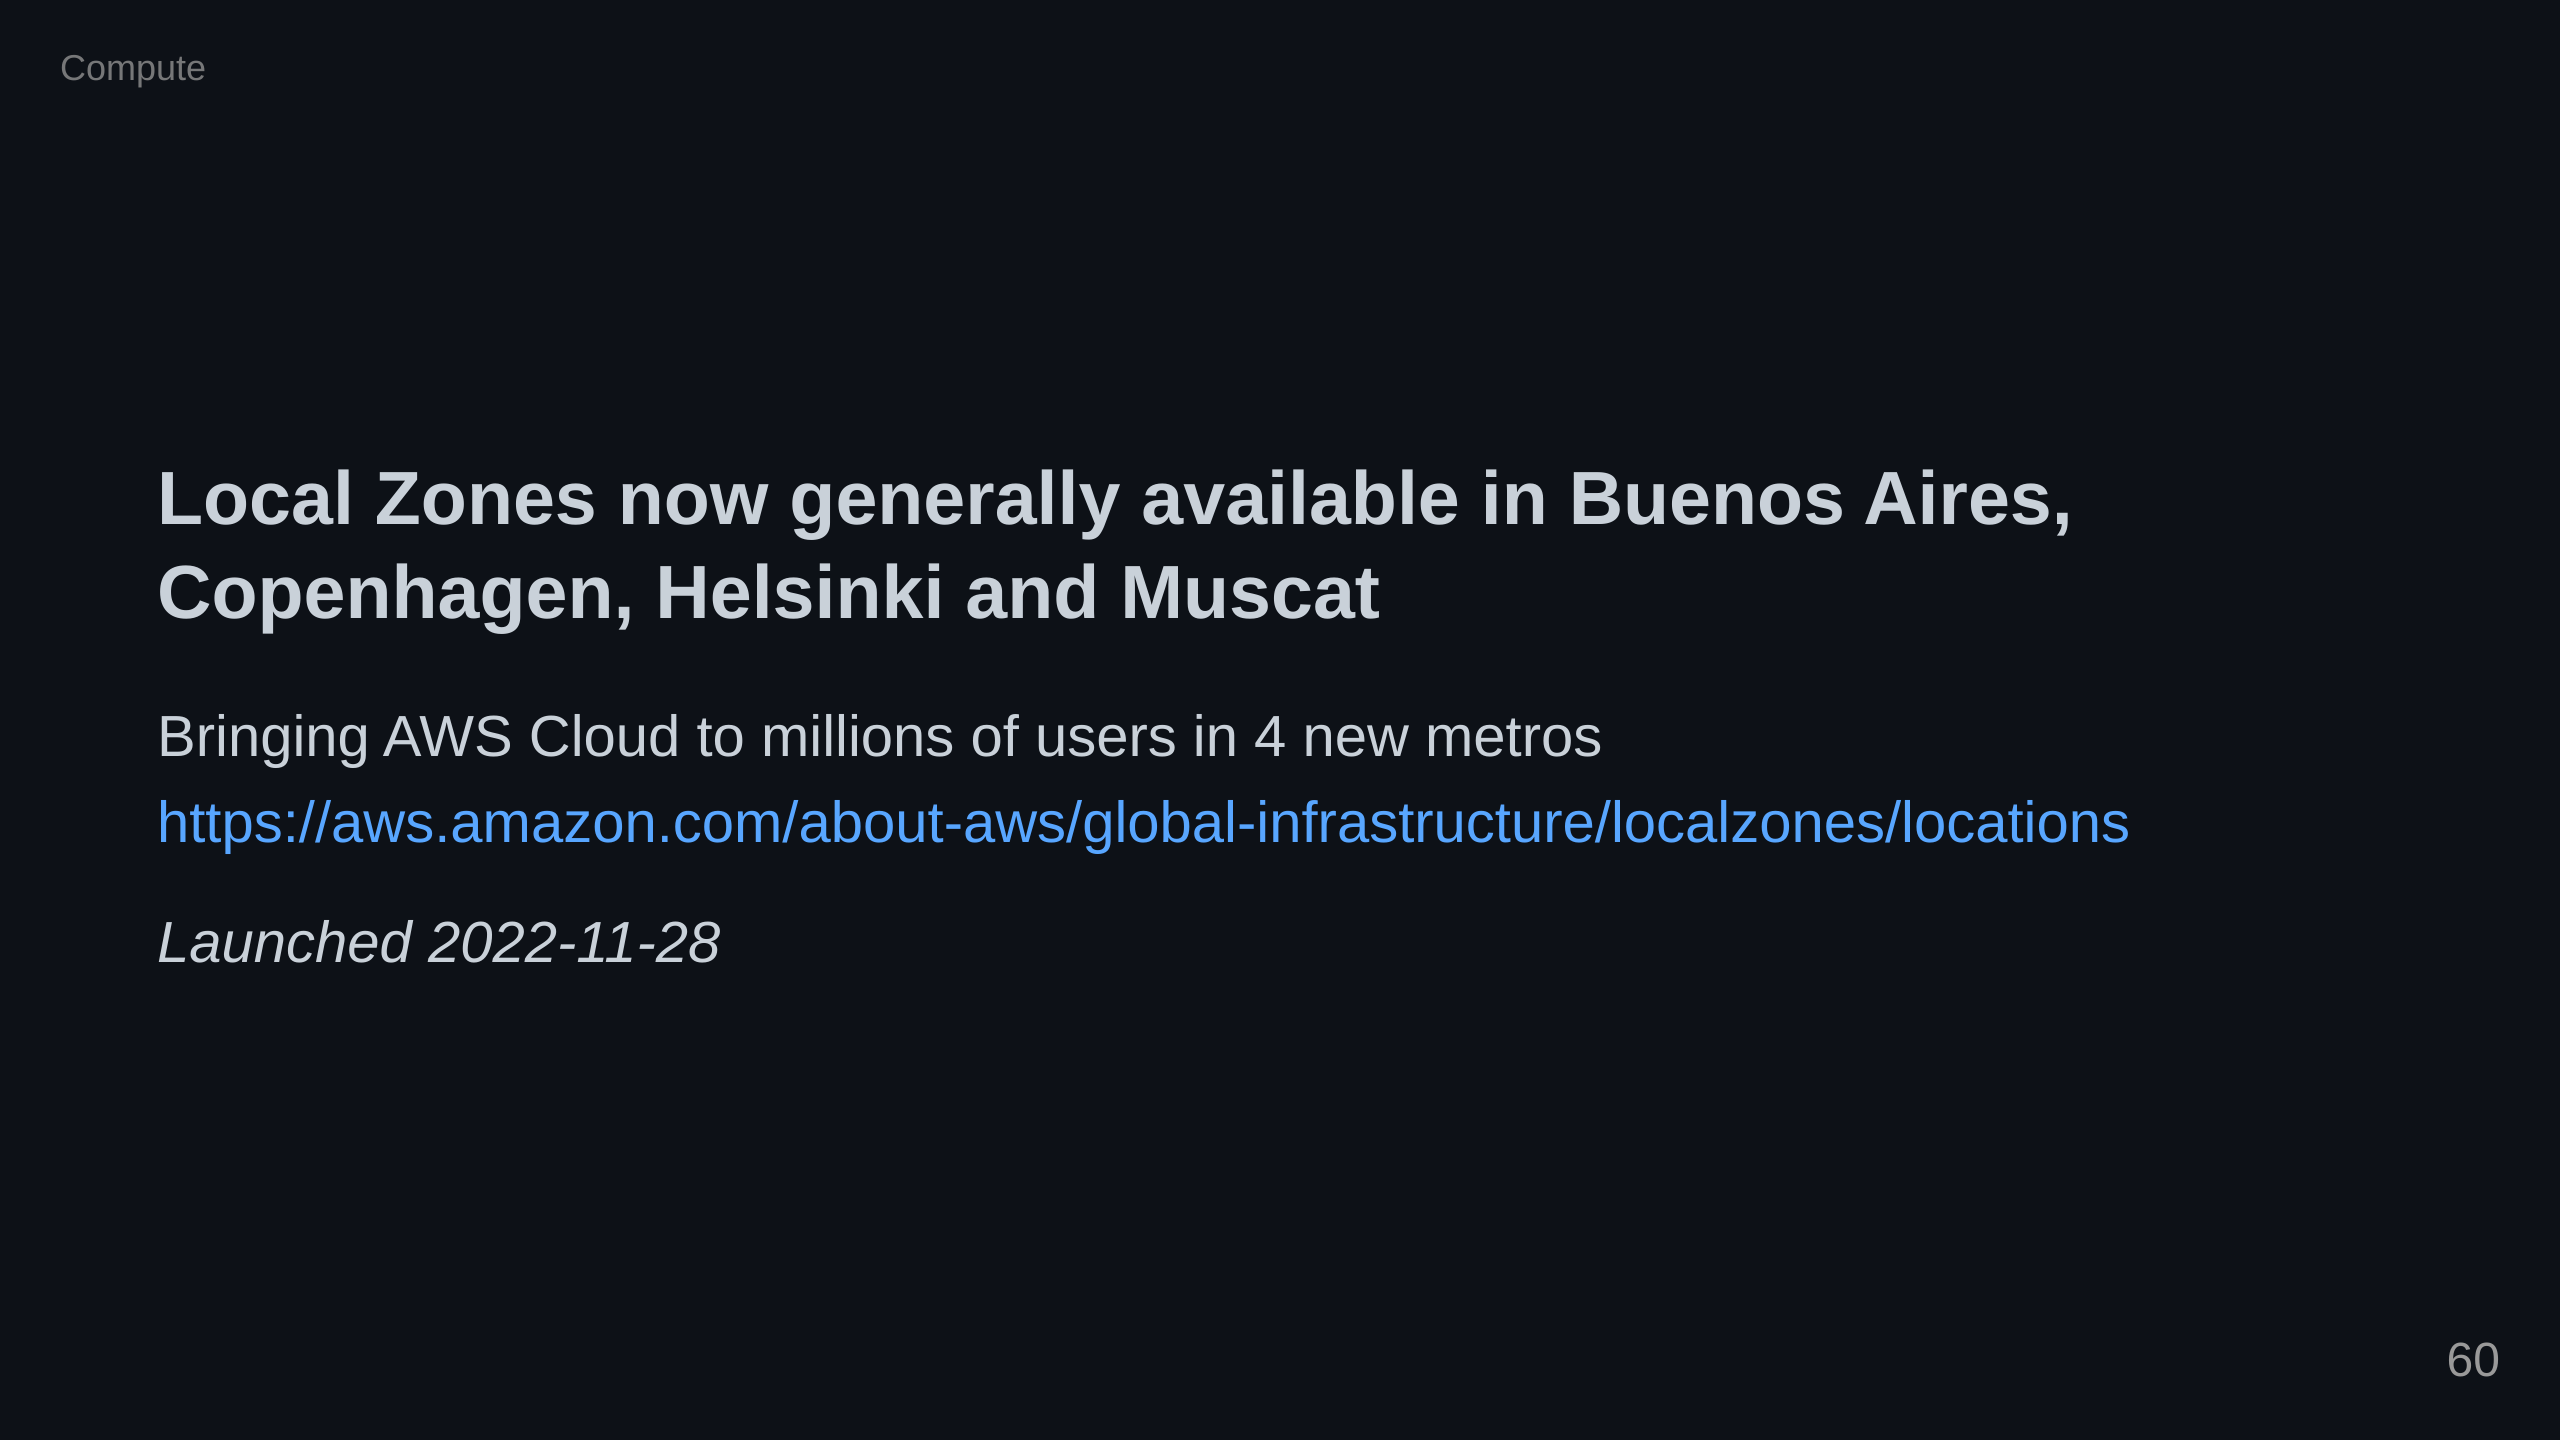 Compute
Local Zones now generally available in Buenos Aires,
Copenhagen, Helsinki and Muscat
Bringing AWS Cloud to millions of users in 4 new metros
https://aws.amazon.com/about-aws/global-infrastructure/localzones/locations
Launched 2022-11-28
60